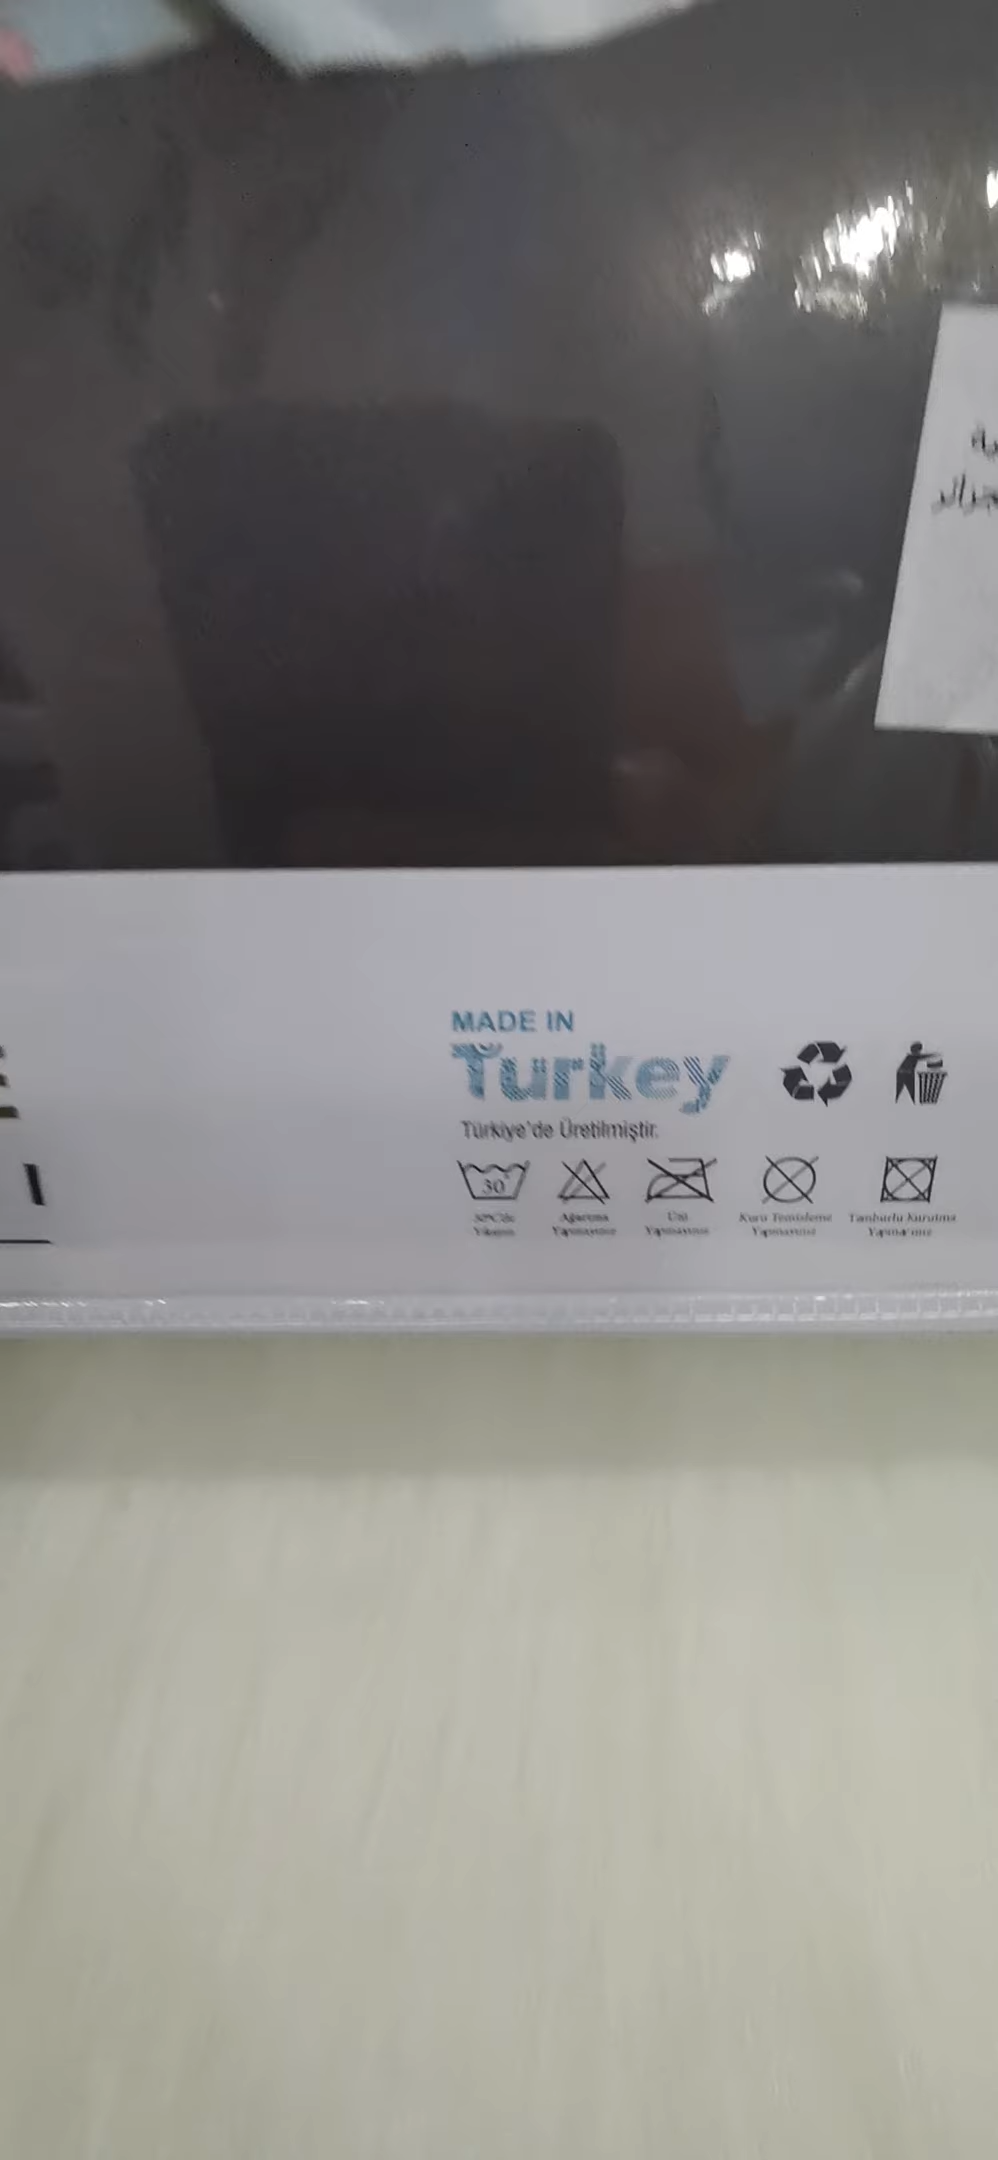 MADE IN
Turkey
Türkiye'de Üretilmiştir.
30°
30°C'de Yıkayın
Ağartma Yapmayınız
Ütü Yapmayınız
Kuru Temizleme Yapmayınız
Tamburlu Kurutma Yapmayınız